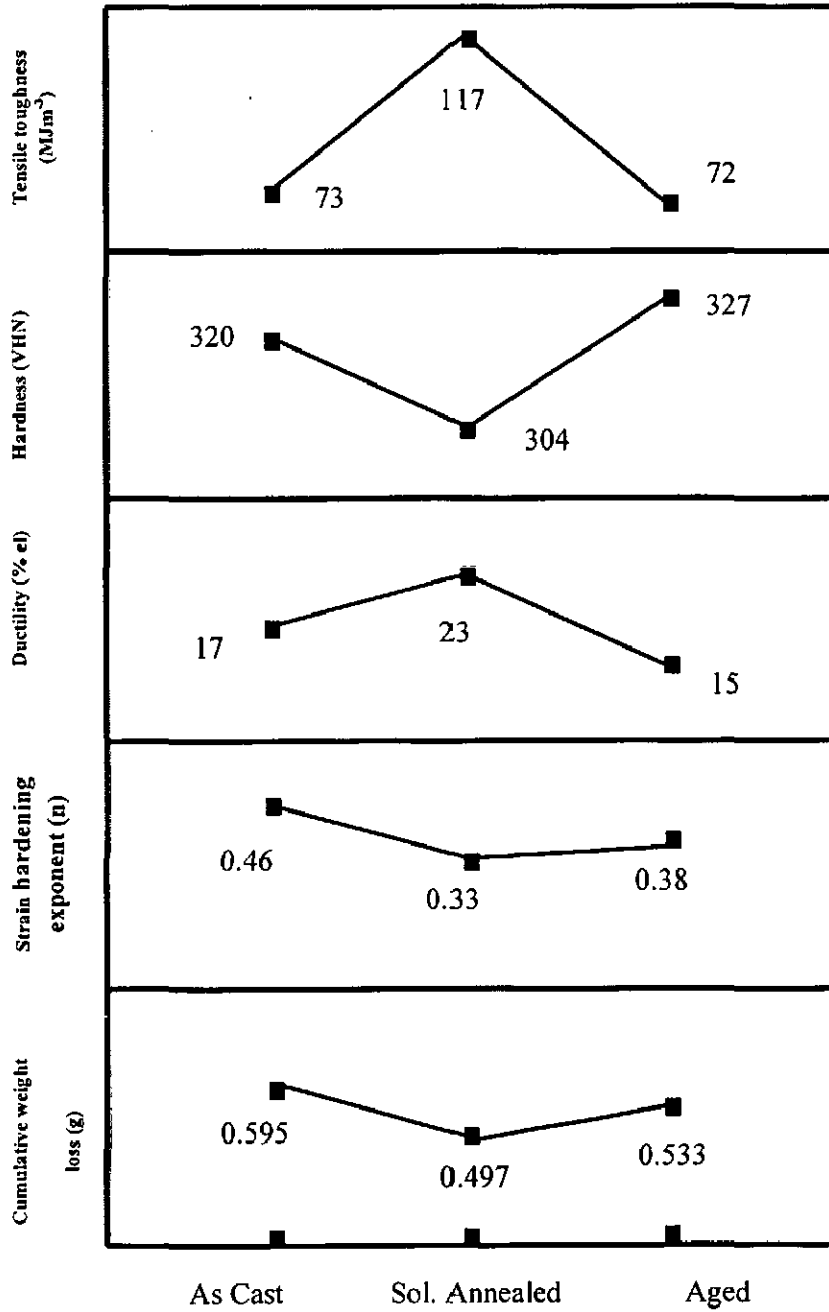 Tensile toughness
(MJm⁻³)
117
73
72
Hardness (VHN)
320
327
304
Ductility (% el)
17
23
15
Strain hardening
exponent (n)
0.46
0.33
0.38
Cumulative weight
loss (g)
0.595
0.497
0.533
As Cast
Sol. Annealed
Aged